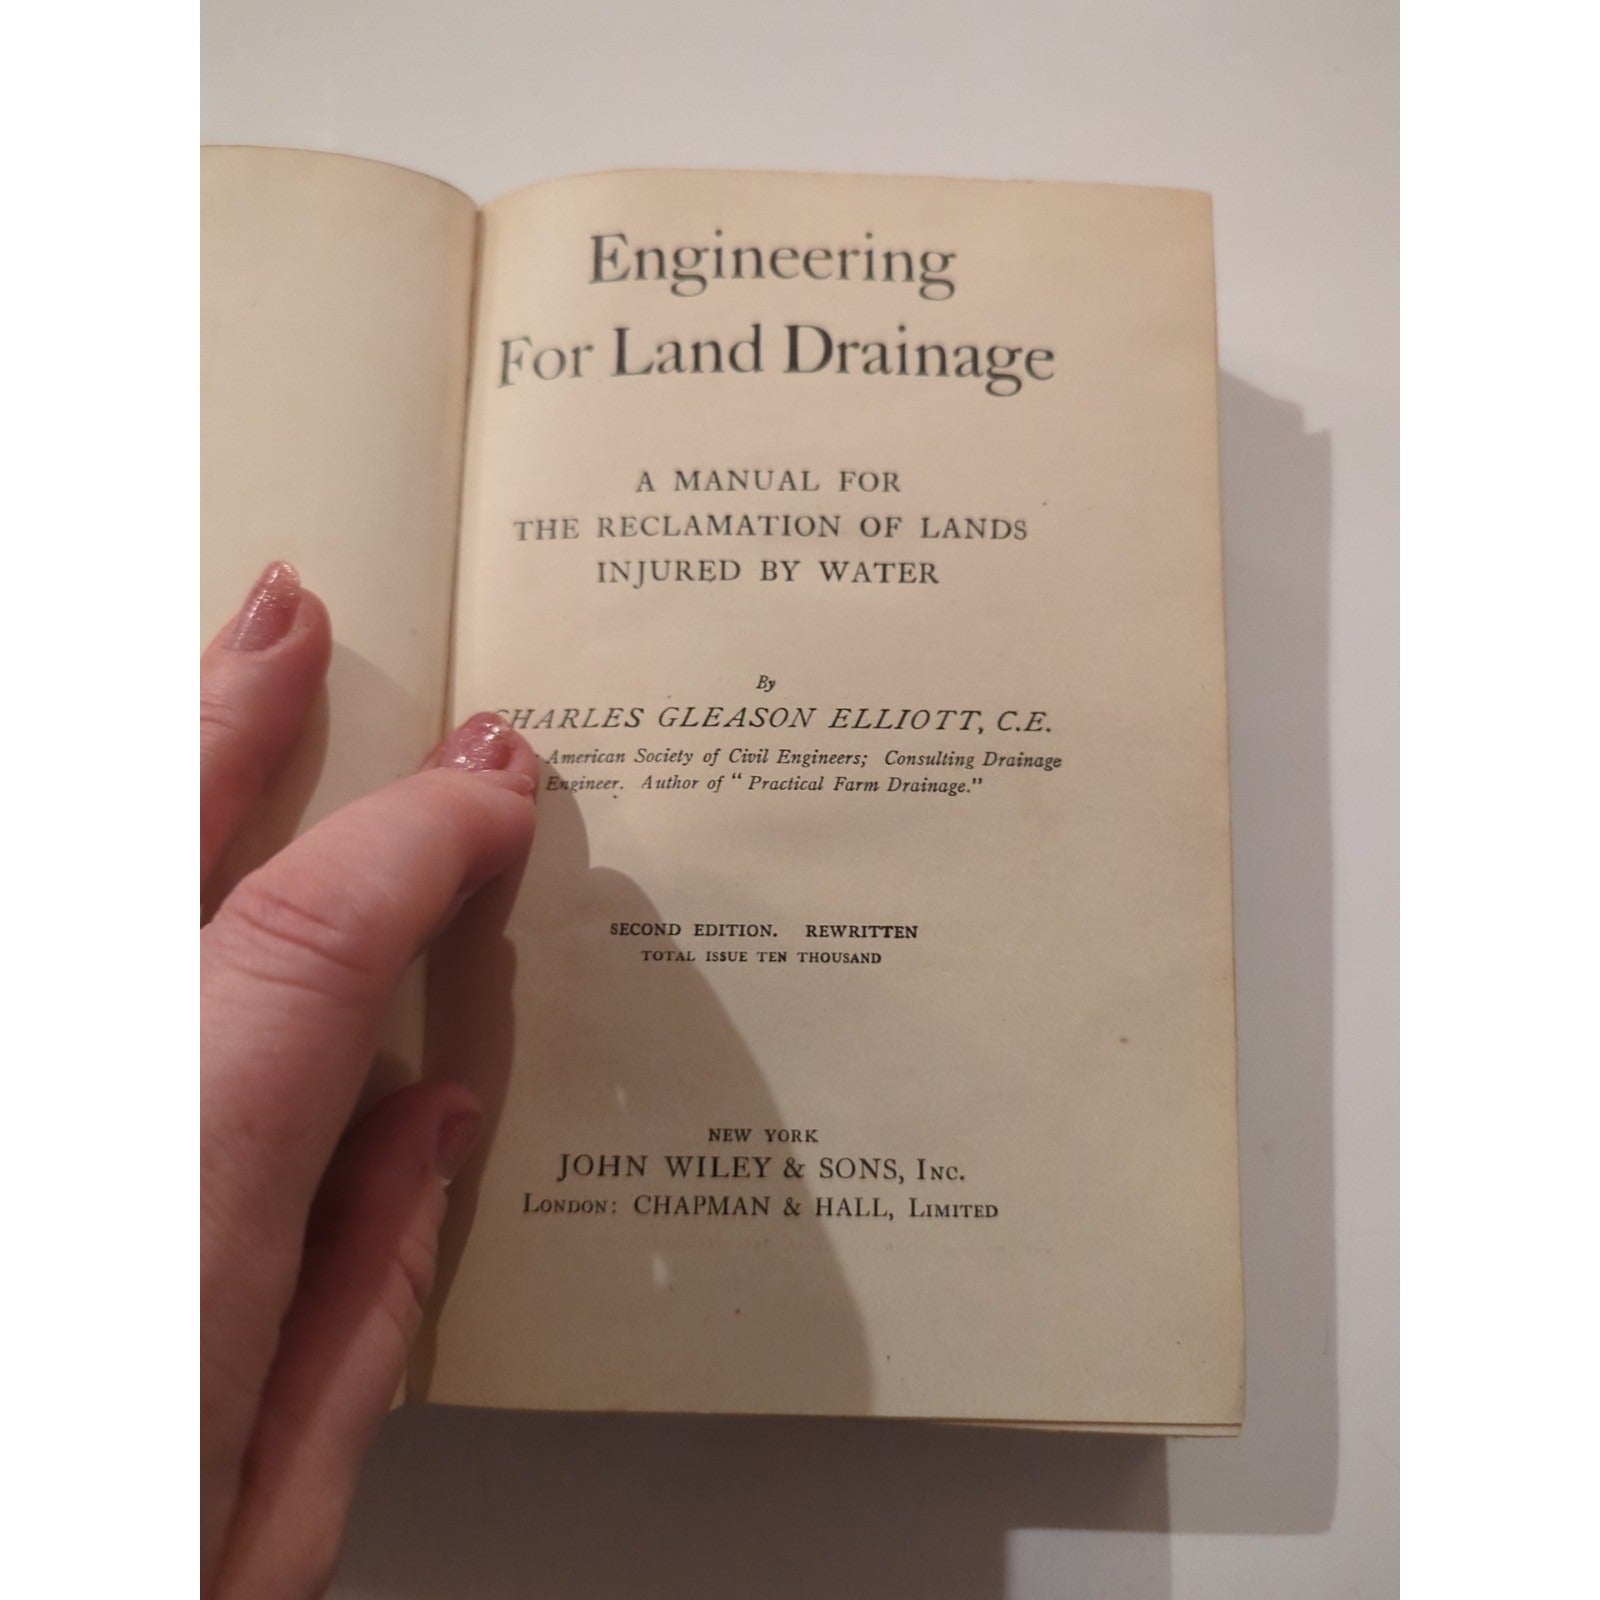 Engineering
For Land Drainage
A MANUAL FOR
THE RECLAMATION OF LANDS
INJURED BY WATER
By
CHARLES GLEASON ELLIOTT, C.E.
American Society of Civil Engineers; Consulting Drainage
Engineer. Author of "Practical Farm Drainage."
SECOND EDITION. REWRITTEN
TOTAL ISSUE TEN THOUSAND
NEW YORK
JOHN WILEY & SONS, INC.
LONDON: CHAPMAN & HALL, LIMITED